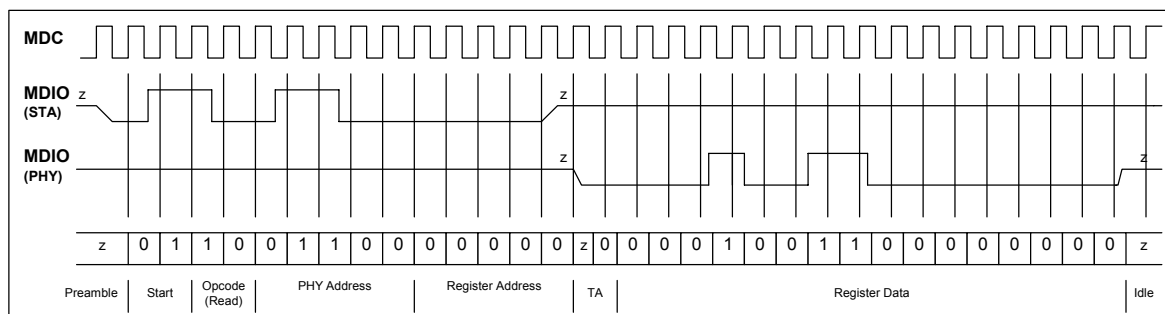 MDC
MDIO z z
(STA)
MDIO z z
(PHY)
z 0 1 1 0 0 1 1 0 0 0 0 0 0 0 z 0 0 0 0 1 0 0 1 1 0 0 0 0 0 0 0 0 z
Preamble Start Opcode PHY Address Register Address TA Register Data Idle
(Read)